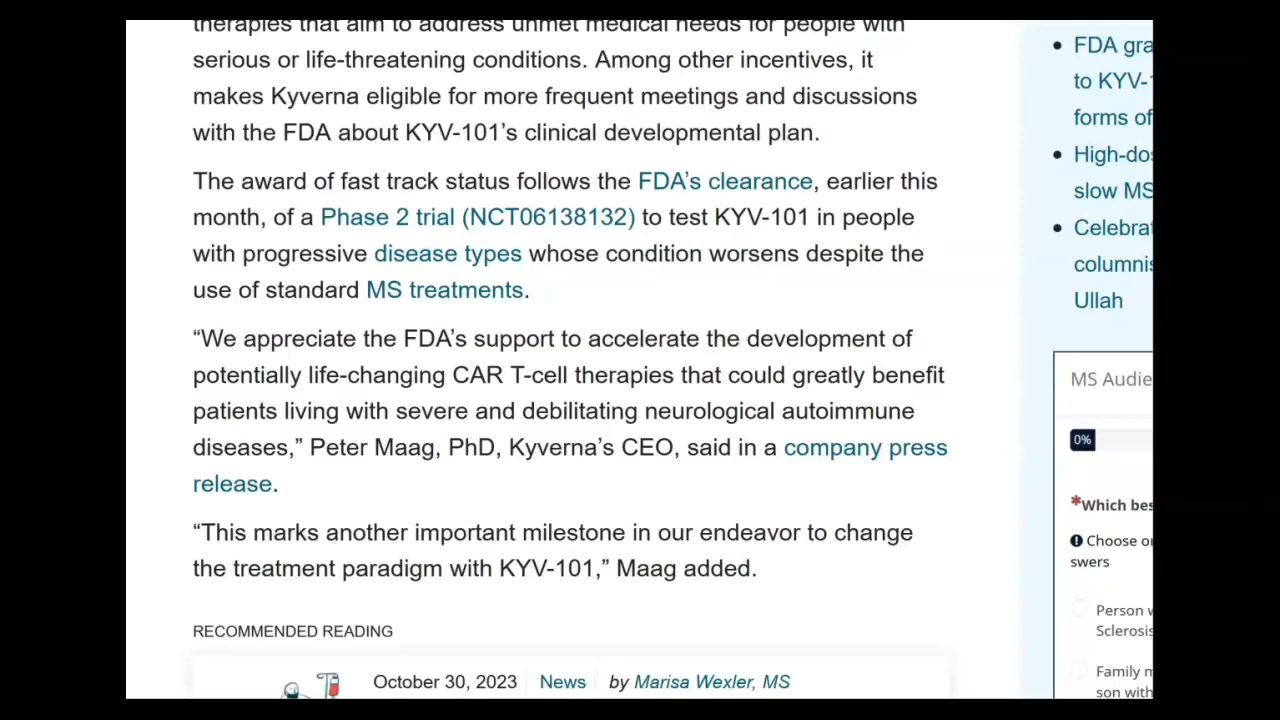 therapies that aim to address unmet medical needs for people with
serious or life-threatening conditions. Among other incentives, it
makes Kyverna eligible for more frequent meetings and discussions
with the FDA about KYV-101’s clinical developmental plan.
The award of fast track status follows the FDA’s clearance, earlier this
month, of a Phase 2 trial (NCT06138132) to test KYV-101 in people
with progressive disease types whose condition worsens despite the
use of standard MS treatments.
“We appreciate the FDA’s support to accelerate the development of
potentially life-changing CAR T-cell therapies that could greatly benefit
patients living with severe and debilitating neurological autoimmune
diseases,” Peter Maag, PhD, Kyverna’s CEO, said in a company press
release.
“This marks another important milestone in our endeavor to change
the treatment paradigm with KYV-101,” Maag added.
RECOMMENDED READING
October 30, 2023 News by Marisa Wexler, MS
FDA gra
to KYV-1
forms of
High-dos
slow MS
Celebrat
columnis
Ullah
MS Audie
0%
*Which bes
Choose or
swers
Person w
Sclerosis
Family m
son with